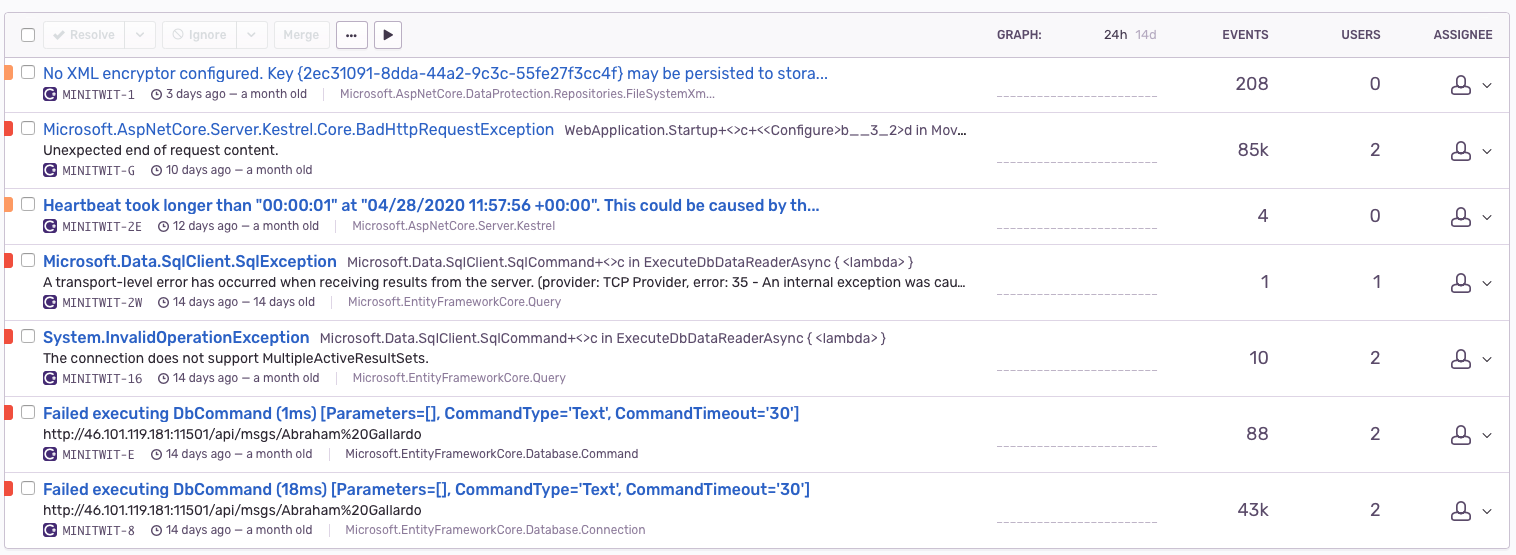 Resolve Ignore Merge ... GRAPH: 24h 14d EVENTS USERS ASSIGNEE
No XML encryptor configured. Key {2ec31091-8dda-44a2-9c3c-55fe27f3cc4f} may be persisted to stora...
MINITWIT-1 3 days ago — a month old Microsoft.AspNetCore.DataProtection.Repositories.FileSystemXm...
208 0
Microsoft.AspNetCore.Server.Kestrel.Core.BadHttpRequestException WebApplication.Startup+<>c+<<Configure>b__3_2>d in Mov...
Unexpected end of request content.
MINITWIT-G 10 days ago — a month old
85k 2
Heartbeat took longer than "00:00:01" at "04/28/2020 11:57:56 +00:00". This could be caused by th...
MINITWIT-2E 12 days ago — a month old Microsoft.AspNetCore.Server.Kestrel
4 0
Microsoft.Data.SqlClient.SqlException Microsoft.Data.SqlClient.SqlCommand+<>c in ExecuteDbDataReaderAsync { <lambda> }
A transport-level error has occurred when receiving results from the server. (provider: TCP Provider, error: 35 - An internal exception was cau...
MINITWIT-2W 14 days ago — 14 days old Microsoft.EntityFrameworkCore.Query
1 1
System.InvalidOperationException Microsoft.Data.SqlClient.SqlCommand+<>c in ExecuteDbDataReaderAsync { <lambda> }
The connection does not support MultipleActiveResultSets.
MINITWIT-16 14 days ago — a month old Microsoft.EntityFrameworkCore.Query
10 2
Failed executing DbCommand (1ms) [Parameters=[], CommandType='Text', CommandTimeout='30']
http://46.101.119.181:11501/api/msgs/Abraham%20Gallardo
MINITWIT-E 14 days ago — a month old Microsoft.EntityFrameworkCore.Database.Command
88 2
Failed executing DbCommand (18ms) [Parameters=[], CommandType='Text', CommandTimeout='30']
http://46.101.119.181:11501/api/msgs/Abraham%20Gallardo
MINITWIT-8 14 days ago — a month old Microsoft.EntityFrameworkCore.Database.Connection
43k 2